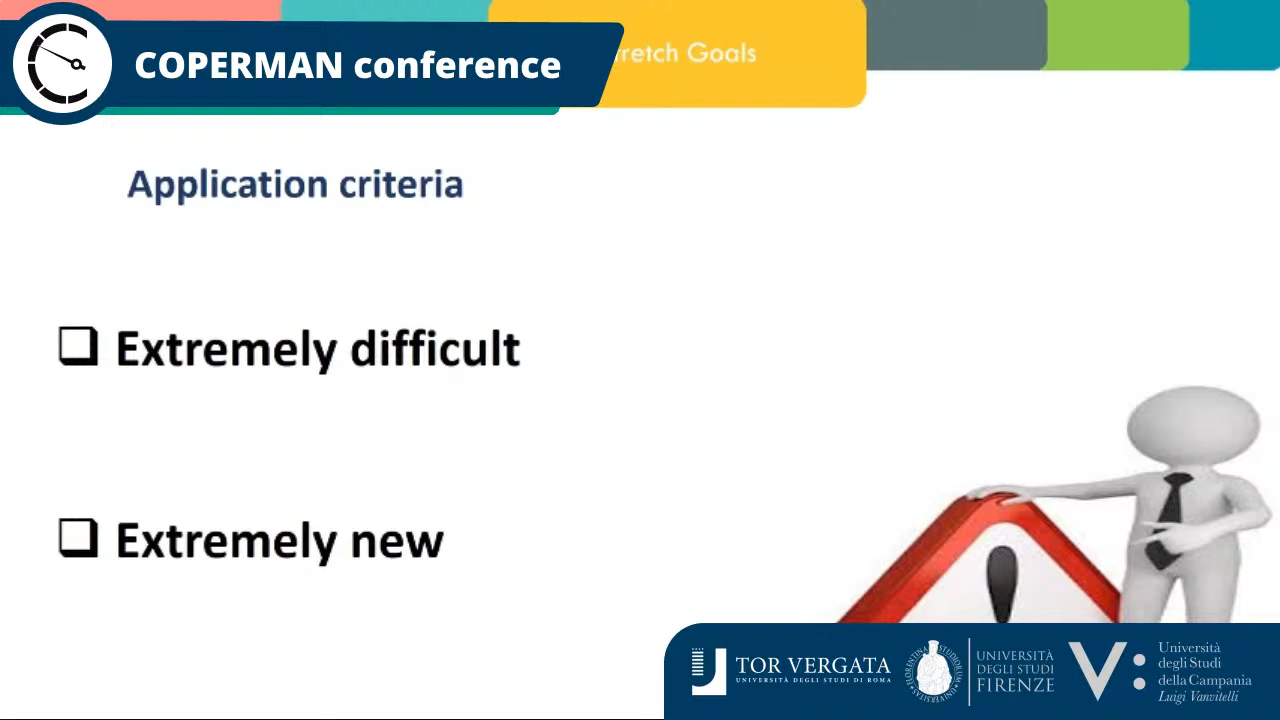 COPERMAN conference
Goals
Application criteria
Extremely difficult
Extremely new
TOR VERGATA
UNIVERSITÀ DEGLI STUDI DI ROMA
UNIVERSITÀ
DEGLI STUDI
FIRENZE
Università
degli Studi
della Campania
Luigi Vanvitelli